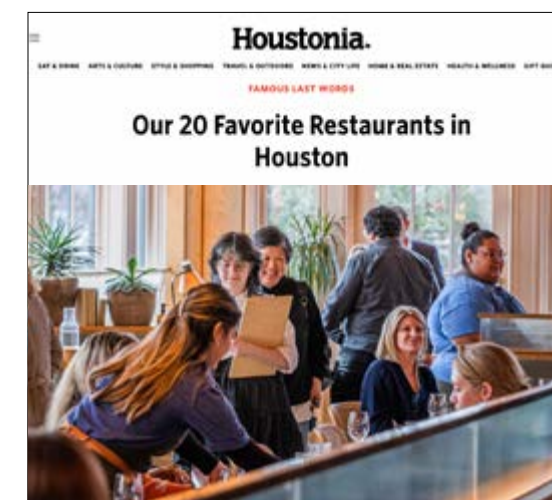 Houstonia.
EAT & DRINK ARTS & CULTURE STYLE & SHOPPING TRAVEL & OUTDOORS NEWS & CITY LIFE HOME & REAL ESTATE HEALTH & WELLNESS GIFT
FAMOUS LAST WORDS
Our 20 Favorite Restaurants in
Houston